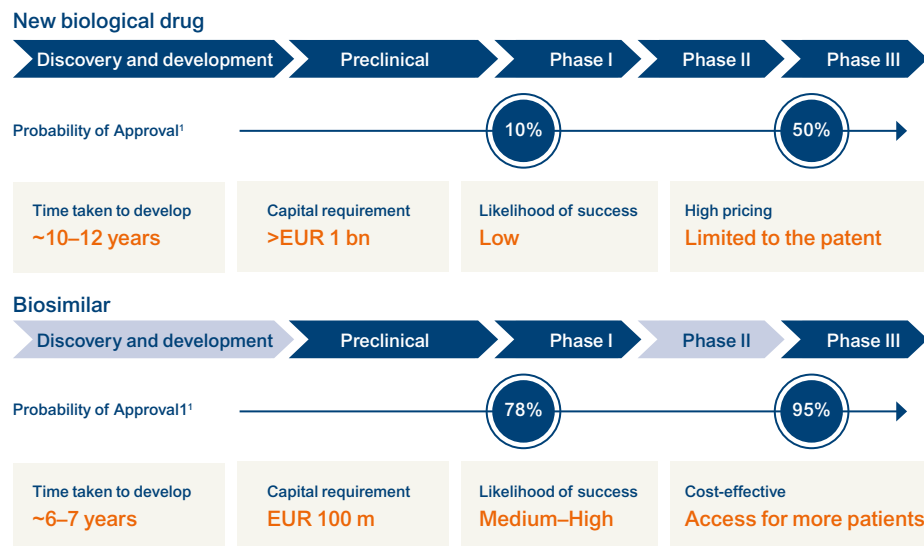 New biological drug
Discovery and development Preclinical Phase I Phase II Phase III
Probability of Approval¹ 10% 50%
Time taken to develop Capital requirement Likelihood of success High pricing
~10–12 years >EUR 1 bn Low Limited to the patent
Biosimilar
Discovery and development Preclinical Phase I Phase II Phase III
Probability of Approval1¹ 78% 95%
Time taken to develop Capital requirement Likelihood of success Cost-effective
~6–7 years EUR 100 m Medium–High Access for more patients